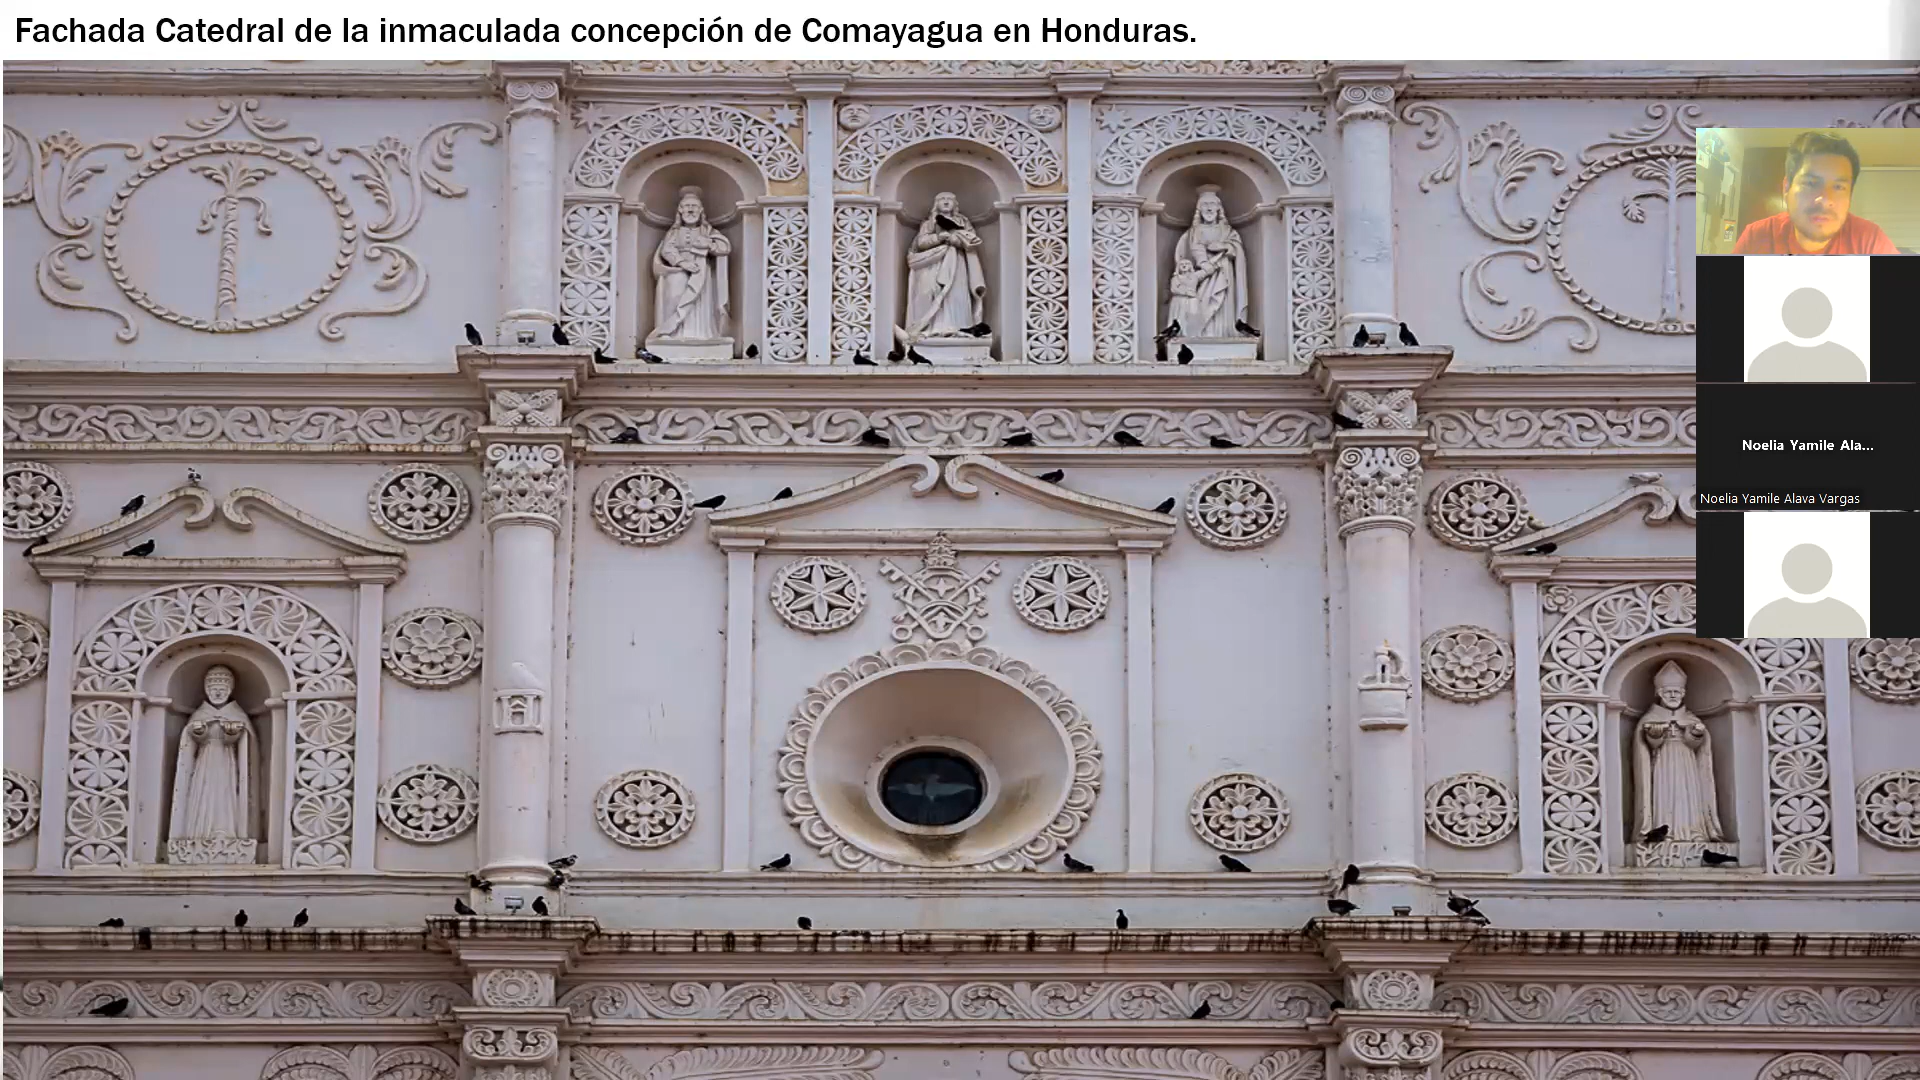 Fachada Catedral de la inmaculada concepción de Comayagua en Honduras.
Noelia Yamile Ala...
Noelia Yamile Alava Vargas